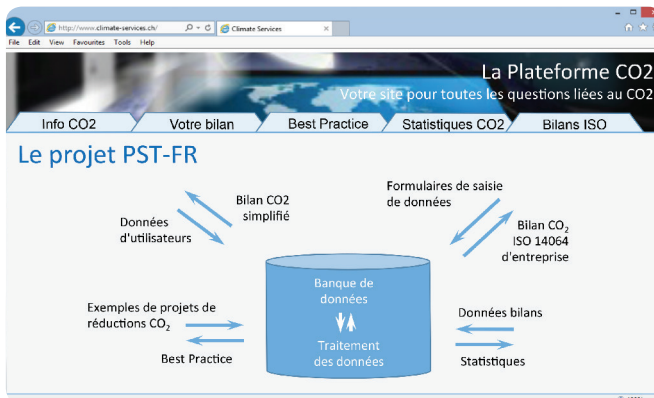 http://www.climate-services.ch/
Climate Services
File Edit View Favourites Tools Help
La Plateforme CO2
Votre site pour toutes les questions liées au CO2
Info CO2
Votre bilan
Best Practice
Statistiques CO2
Bilans ISO
Le projet PST-FR
Bilan CO2
simplifié
Données
d'utilisateurs
Formulaires de saisie
de données
Bilan CO₂
ISO 14064
d'entreprise
Banque de
données
Traitement
des données
Exemples de projets de
réductions CO₂
Best Practice
Données bilans
Statistiques